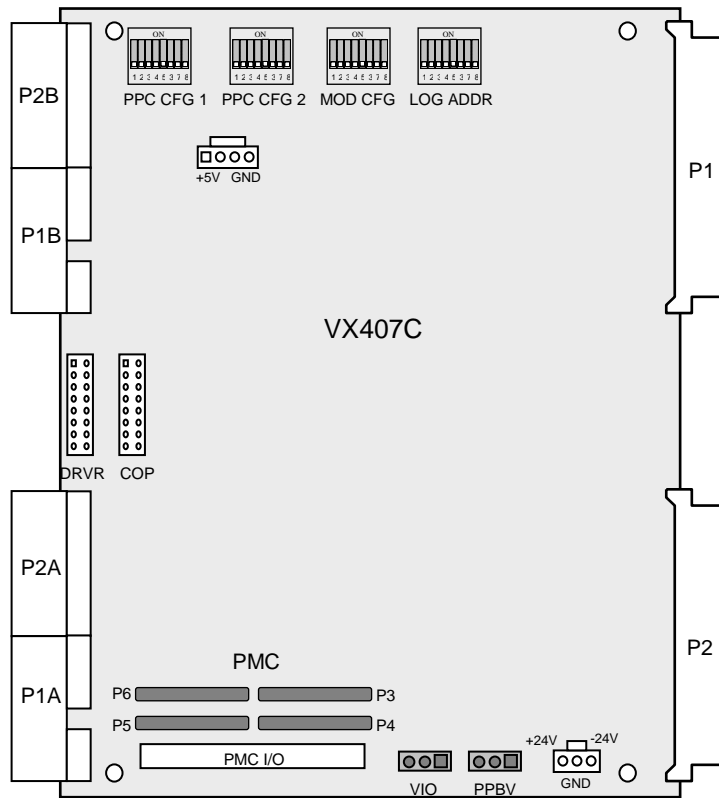 ON ON ON ON
1 2 3 4 5 6 7 8 1 2 3 4 5 6 7 8 1 2 3 4 5 6 7 8 1 2 3 4 5 6 7 8
PPC CFG 1 PPC CFG 2 MOD CFG LOG ADDR
P2B
+5V GND
P1
P1B
VX407C
DRVR COP
P2A
P2
PMC
P1A
P6 P3
P5 P4
+24V -24V
PMC I/O
GND
VIO PPBV